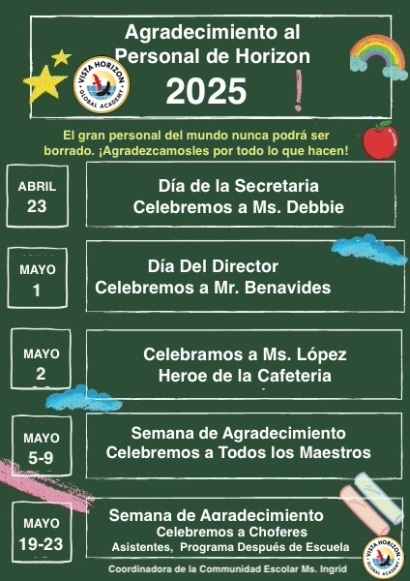 Agradecimiento al
Personal de Horizon
2025
VISTA HORIZON
GLOBAL ACADEMY
El gran personal del mundo nunca podrá ser
borrado. ¡Agradezcamosles por todo lo que hacen!
ABRIL
23
Día de la Secretaria
Celebremos a Ms. Debbie
MAYO
1
Día Del Director
Celebremos a Mr. Benavides
MAYO
2
Celebramos a Ms. López
Heroe de la Cafeteria
MAYO
5-9
Semana de Agradecimiento
Celebremos a Todos los Maestros
MAYO
19-23
Semana de Agradecimiento
Celebremos a Choferes
Asistentes, Programa Después de Escuela
Coordinadora de la Communidad Escolar Ms. Ingrid
VISTA HORIZON
GLOBAL ACADEMY